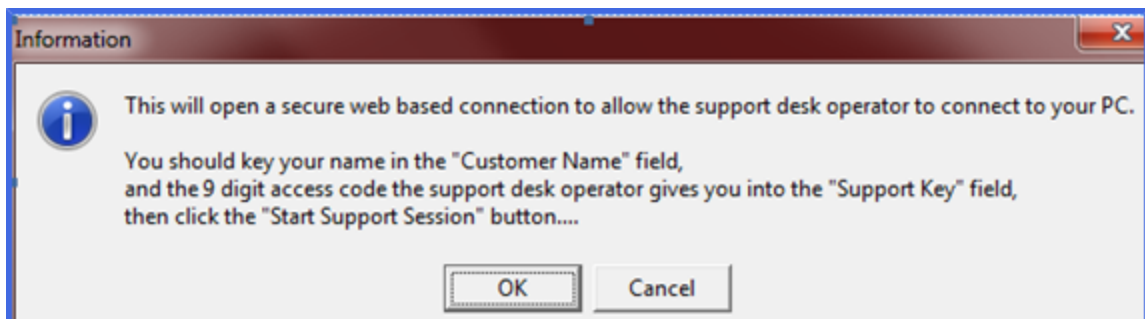 Information
This will open a secure web based connection to allow the support desk operator to connect to your PC.
You should key your name in the "Customer Name" field,
and the 9 digit access code the support desk operator gives you into the "Support Key" field,
then click the "Start Support Session" button....
OK Cancel